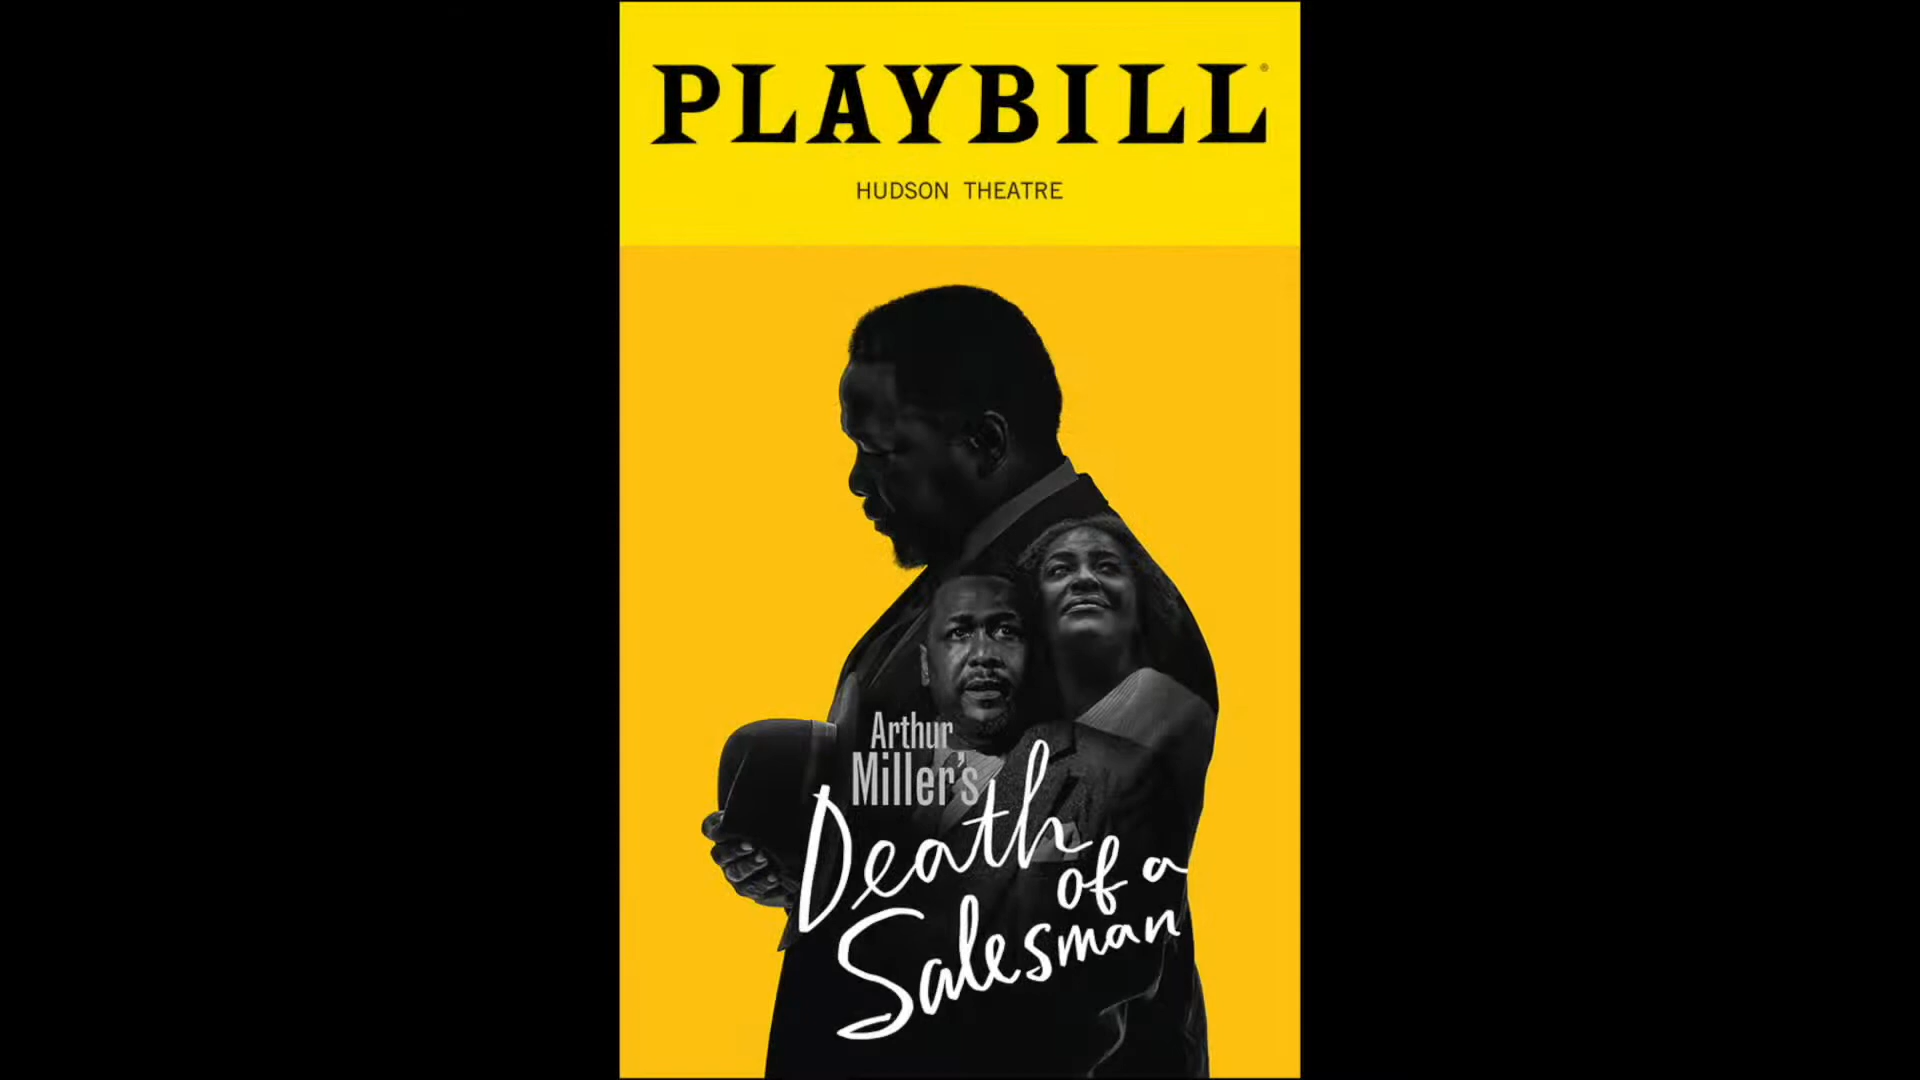 PLAYBILL®
HUDSON THEATRE
Arthur
Miller's
Death
of a
Salesman